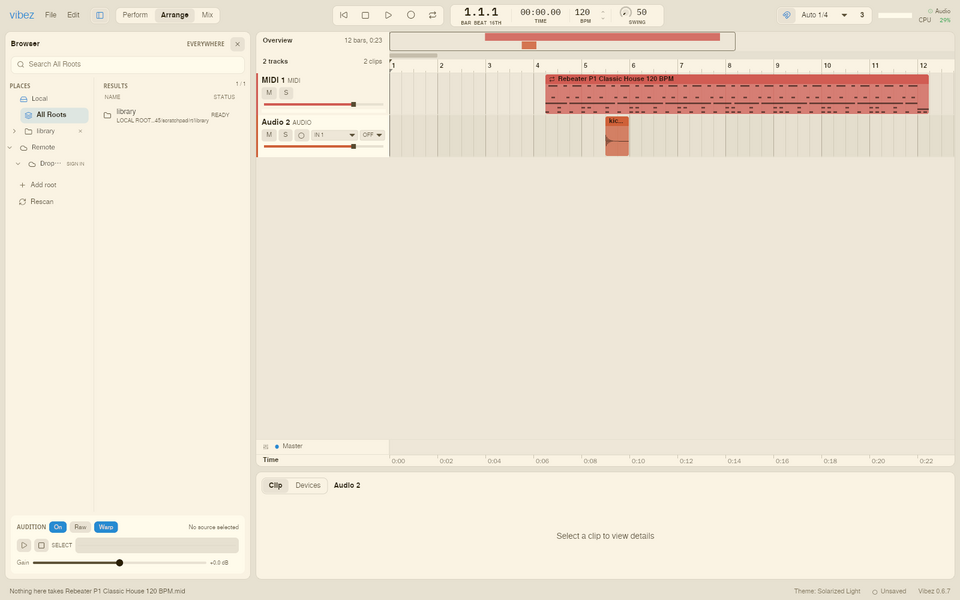 vibez File Edit Perform Arrange Mix
1.1.1 00:00.00 120 50
BAR BEAT 16TH TIME BPM SWING
Auto 1/4 3
Audio
CPU 29%
Browser EVERYWHERE ×
Search All Roots
PLACES
Local
All Roots
library ×
Remote
Drop··· SIGN IN
Add root
Rescan
RESULTS 1 / 1
NAME STATUS
library READY
AUDITION On Raw Warp No source selected
SELECT
Gain +0.0 dB
Overview 12 bars, 0:23
2 tracks 2 clips
1 2 3 4 5 6 7 8 9 10 11 12
MIDI 1 MIDI
M S
Rebeater P1 Classic House 120 BPM
Audio 2 AUDIO
M S IN 1 OFF
kic...
Master
Time 0:00 0:02 0:04 0:06 0:08 0:10 0:12 0:14 0:16 0:18 0:20 0:22
Clip Devices Audio 2
Select a clip to view details
Nothing here takes Rebeater P1 Classic House 120 BPM.mid
Theme: Solarized Light Unsaved Vibez 0.6.7